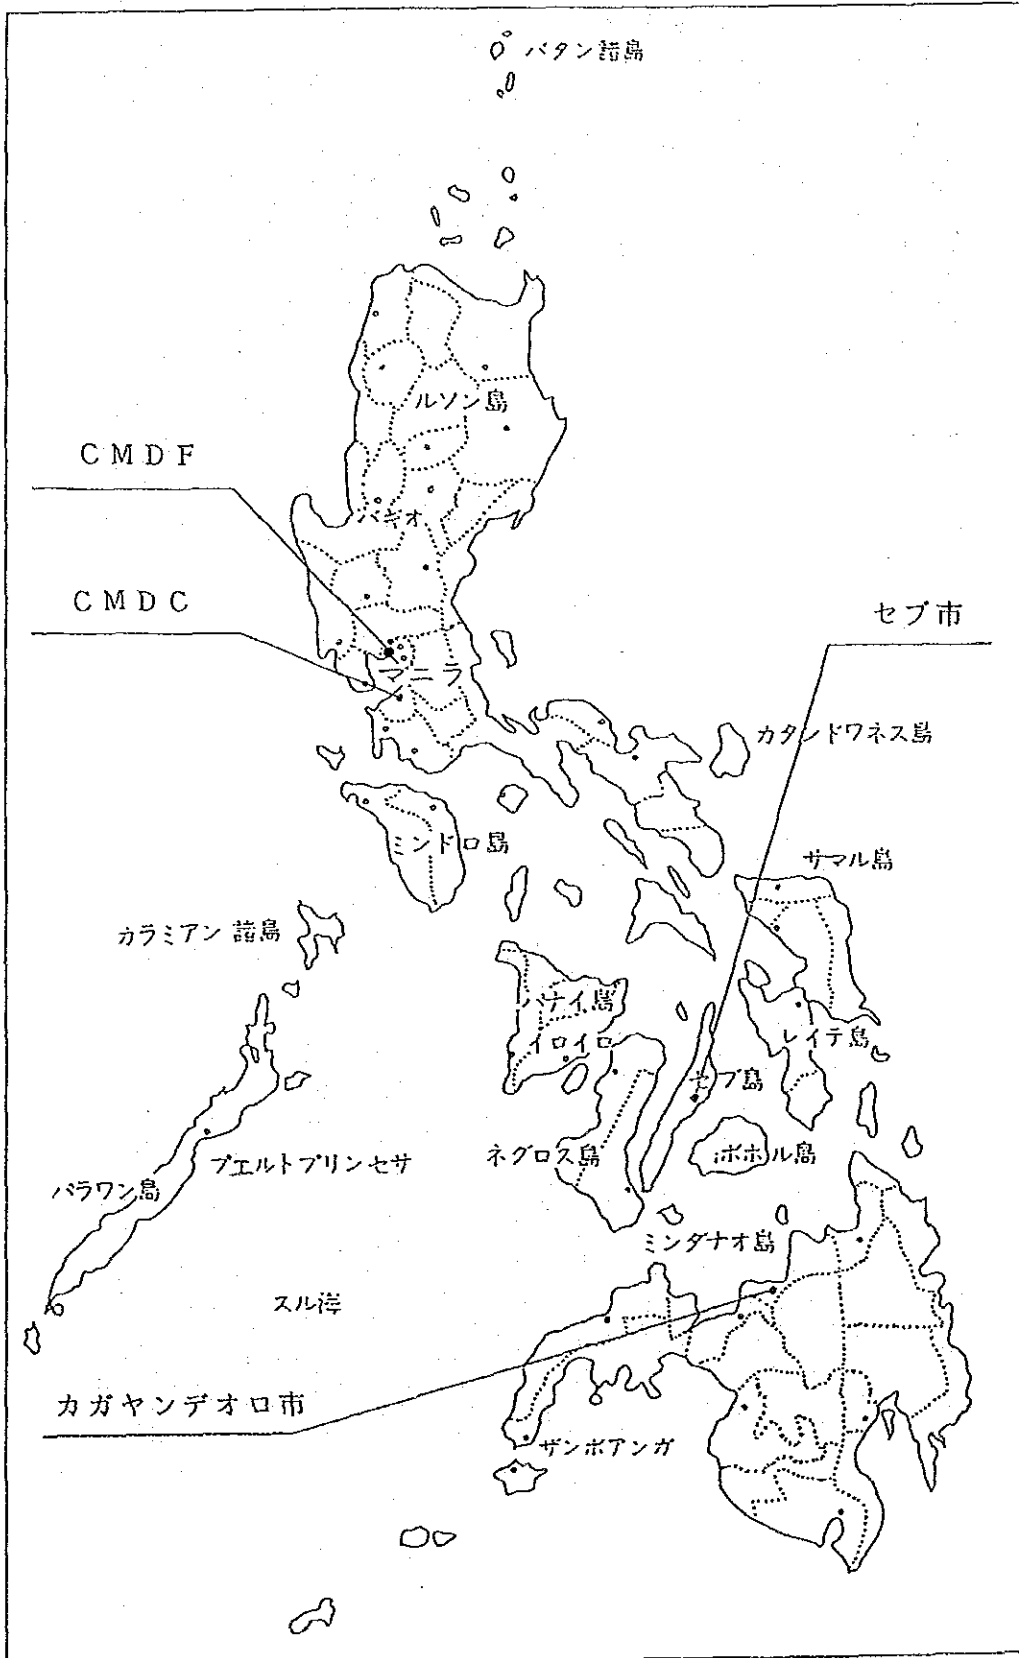 バタン諸島
ルソン島
CMDF
バギオ
CMDC
セブ市
マニラ
カタンドワネス島
ミンドロ島
サマル島
カラミアン諸島
パナイ島
イロイロ
レイテ島
セブ島
ネグロス島
ボホル島
プエルトプリンセサ
パラワン島
ミンダナオ島
スル海
カガヤンデオロ市
ザンボアンガ